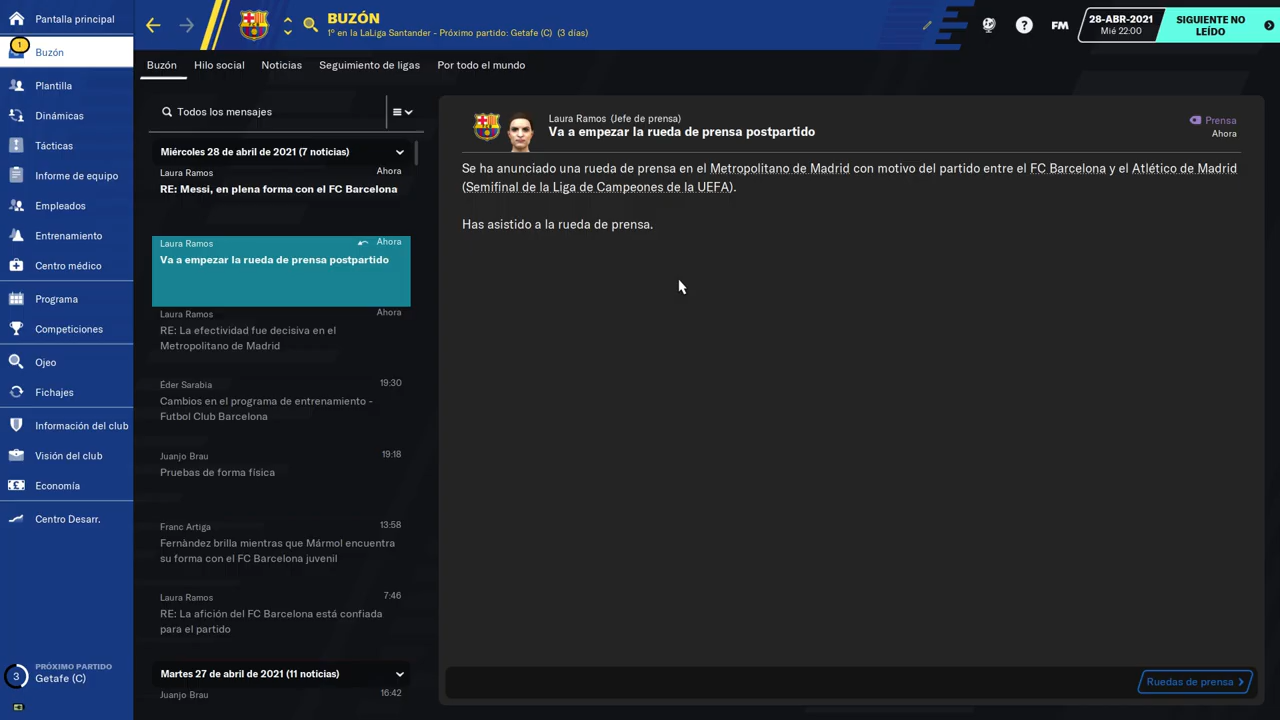 Pantalla principal
1
Buzón
Plantilla
Dinámicas
Tácticas
Informe de equipo
Empleados
Entrenamiento
Centro médico
Programa
Competiciones
Ojeo
Fichajes
Información del club
Visión del club
Economía
Centro Desarr.
3
PRÓXIMO PARTIDO
Getafe (C)
BUZÓN
1º en la LaLiga Santander - Próximo partido: Getafe (C) (3 días)
?
FM
28-ABR-2021
Mié 22:00
SIGUIENTE NO
LEÍDO
Buzón Hilo social Noticias Seguimiento de ligas Por todo el mundo
Todos los mensajes
Miércoles 28 de abril de 2021 (7 noticias)
Laura Ramos Ahora
RE: Messi, en plena forma con el FC Barcelona
Laura Ramos Ahora
Va a empezar la rueda de prensa postpartido
Laura Ramos Ahora
RE: La efectividad fue decisiva en el
Metropolitano de Madrid
Éder Sarabia 19:30
Cambios en el programa de entrenamiento -
Futbol Club Barcelona
Juanjo Brau 19:18
Pruebas de forma física
Franc Artiga 13:58
Fernàndez brilla mientras que Mármol encuentra
su forma con el FC Barcelona juvenil
Laura Ramos 7:46
RE: La afición del FC Barcelona está confiada
para el partido
Martes 27 de abril de 2021 (11 noticias)
Juanjo Brau 16:42
Laura Ramos (Jefe de prensa)
Va a empezar la rueda de prensa postpartido
Prensa
Ahora
Se ha anunciado una rueda de prensa en el Metropolitano de Madrid con motivo del partido entre el FC Barcelona y el Atlético de Madrid
(Semifinal de la Liga de Campeones de la UEFA).
Has asistido a la rueda de prensa.
Ruedas de prensa